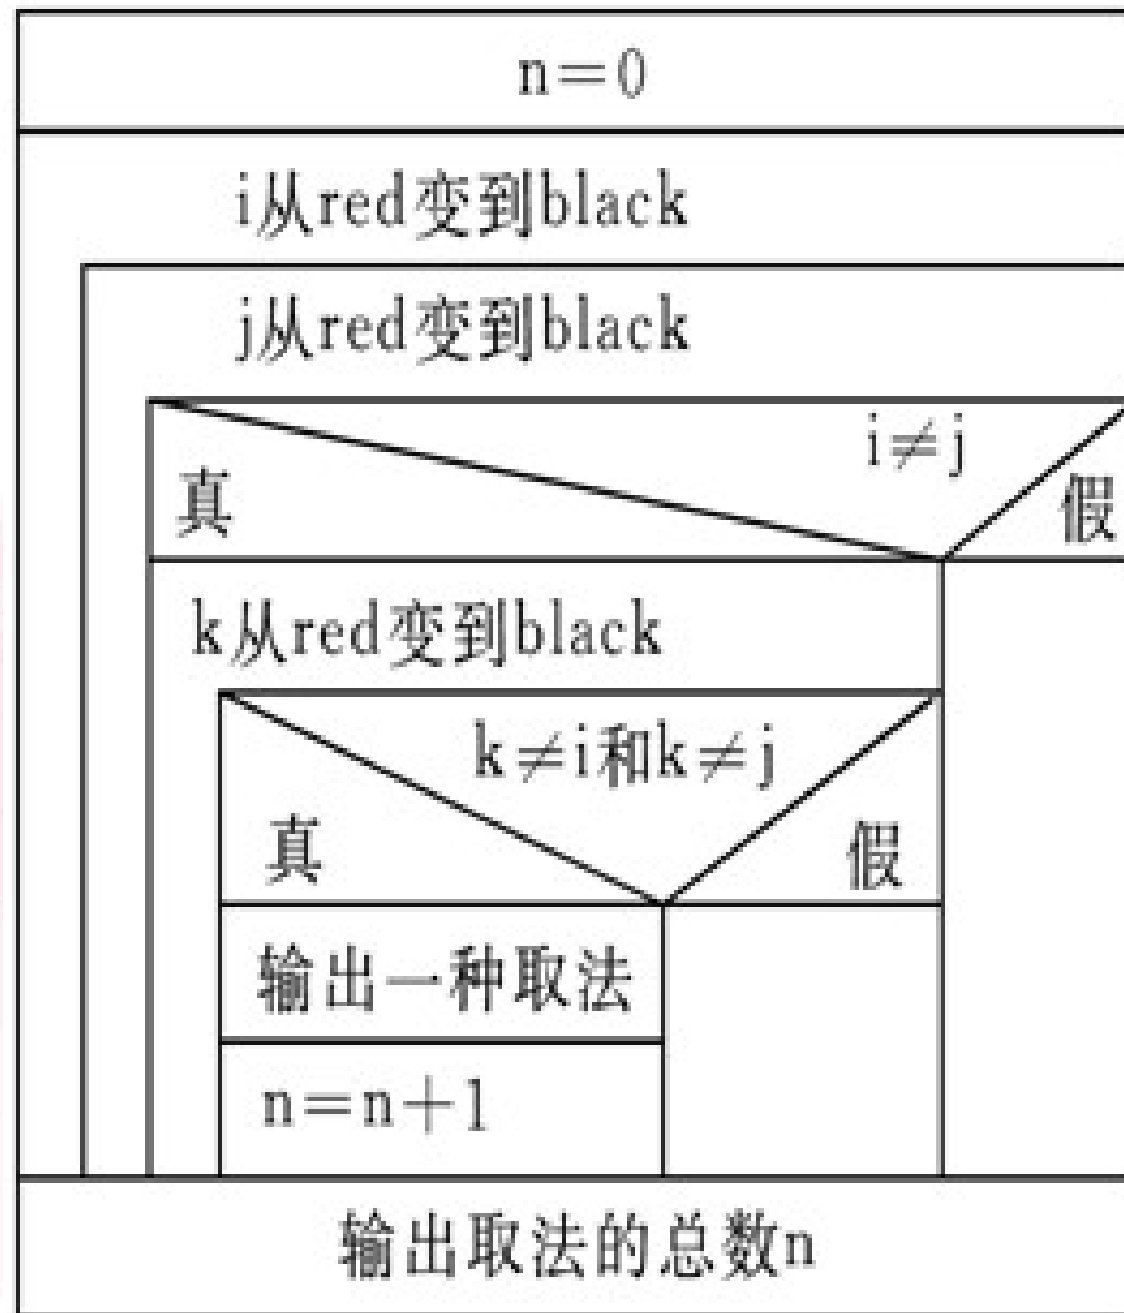 n=0
i从red变到black
j从red变到black
i≠j
真
假
k从red变到black
k≠i和k≠j
真
假
输出一种取法
n=n+1
输出取法的总数n